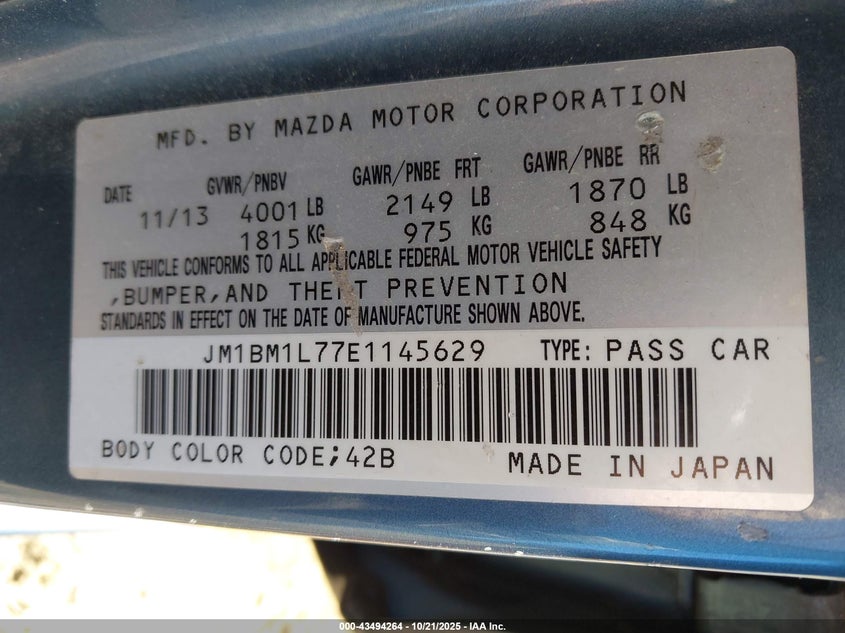 MFD. BY MAZDA MOTOR CORPORATION
DATE GVWR/PNBV GAWR/PNBE FRT GAWR/PNBE RR
11/13 4001 LB 2149 LB 1870 LB
1815 KG 975 KG 848 KG
THIS VEHICLE CONFORMS TO ALL APPLICABLE FEDERAL MOTOR VEHICLE SAFETY
,BUMPER,AND THEFT PREVENTION
STANDARDS IN EFFECT ON THE DATE OF MANUFACTURE SHOWN ABOVE.
JM1BM1L77E1145629 TYPE: PASS CAR
BODY COLOR CODE;42B MADE IN JAPAN
000-43494264 - 10/21/2025 - IAA Inc.